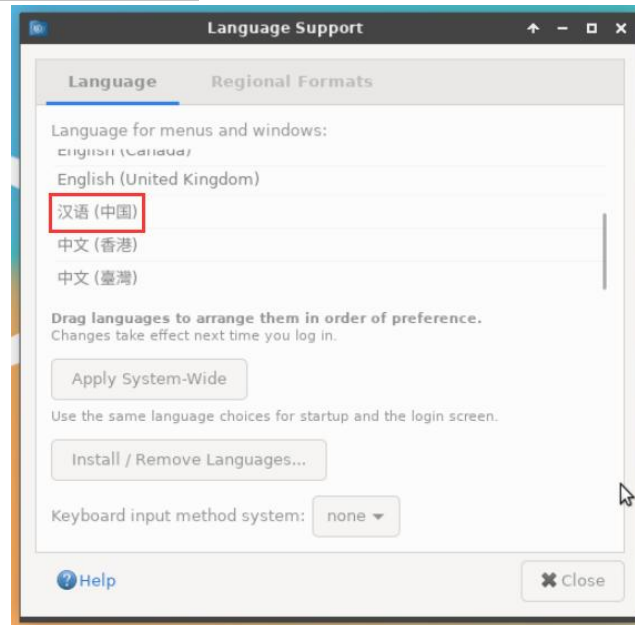 Language Support
Language Regional Formats
Language for menus and windows:
English (Canada)
English (United Kingdom)
汉语 (中国)
中文 (香港)
中文 (臺灣)
Drag languages to arrange them in order of preference.
Changes take effect next time you log in.
Apply System-Wide
Use the same language choices for startup and the login screen.
Install / Remove Languages...
Keyboard input method system: none
Help Close